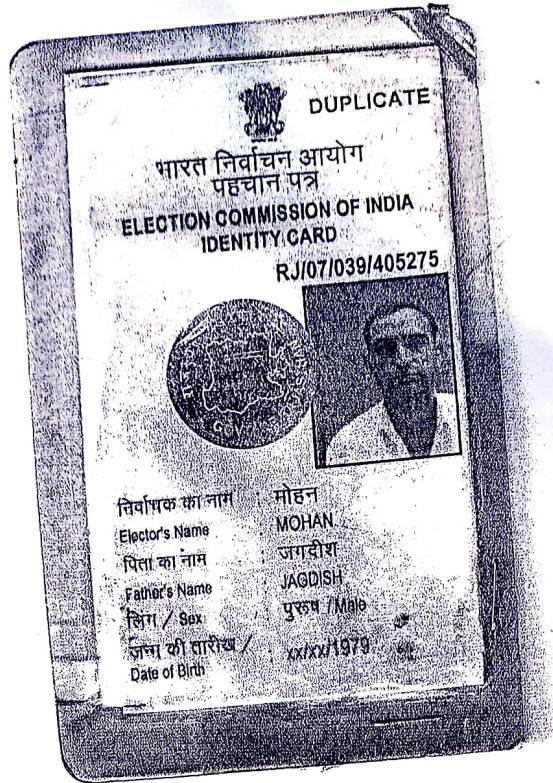 DUPLICATE
भारत निर्वाचन आयोग
पहचान पत्र
ELECTION COMMISSION OF INDIA
IDENTITY CARD
RJ/07/039/405275
निर्वाचक का नाम : मोहन
Elector's Name MOHAN
पिता का नाम : जगदीश
Father's Name JAGDISH
लिंग / Sex : पुरूष / Male
जन्म की तारीख / : xx/xx/1979
Date of Birth